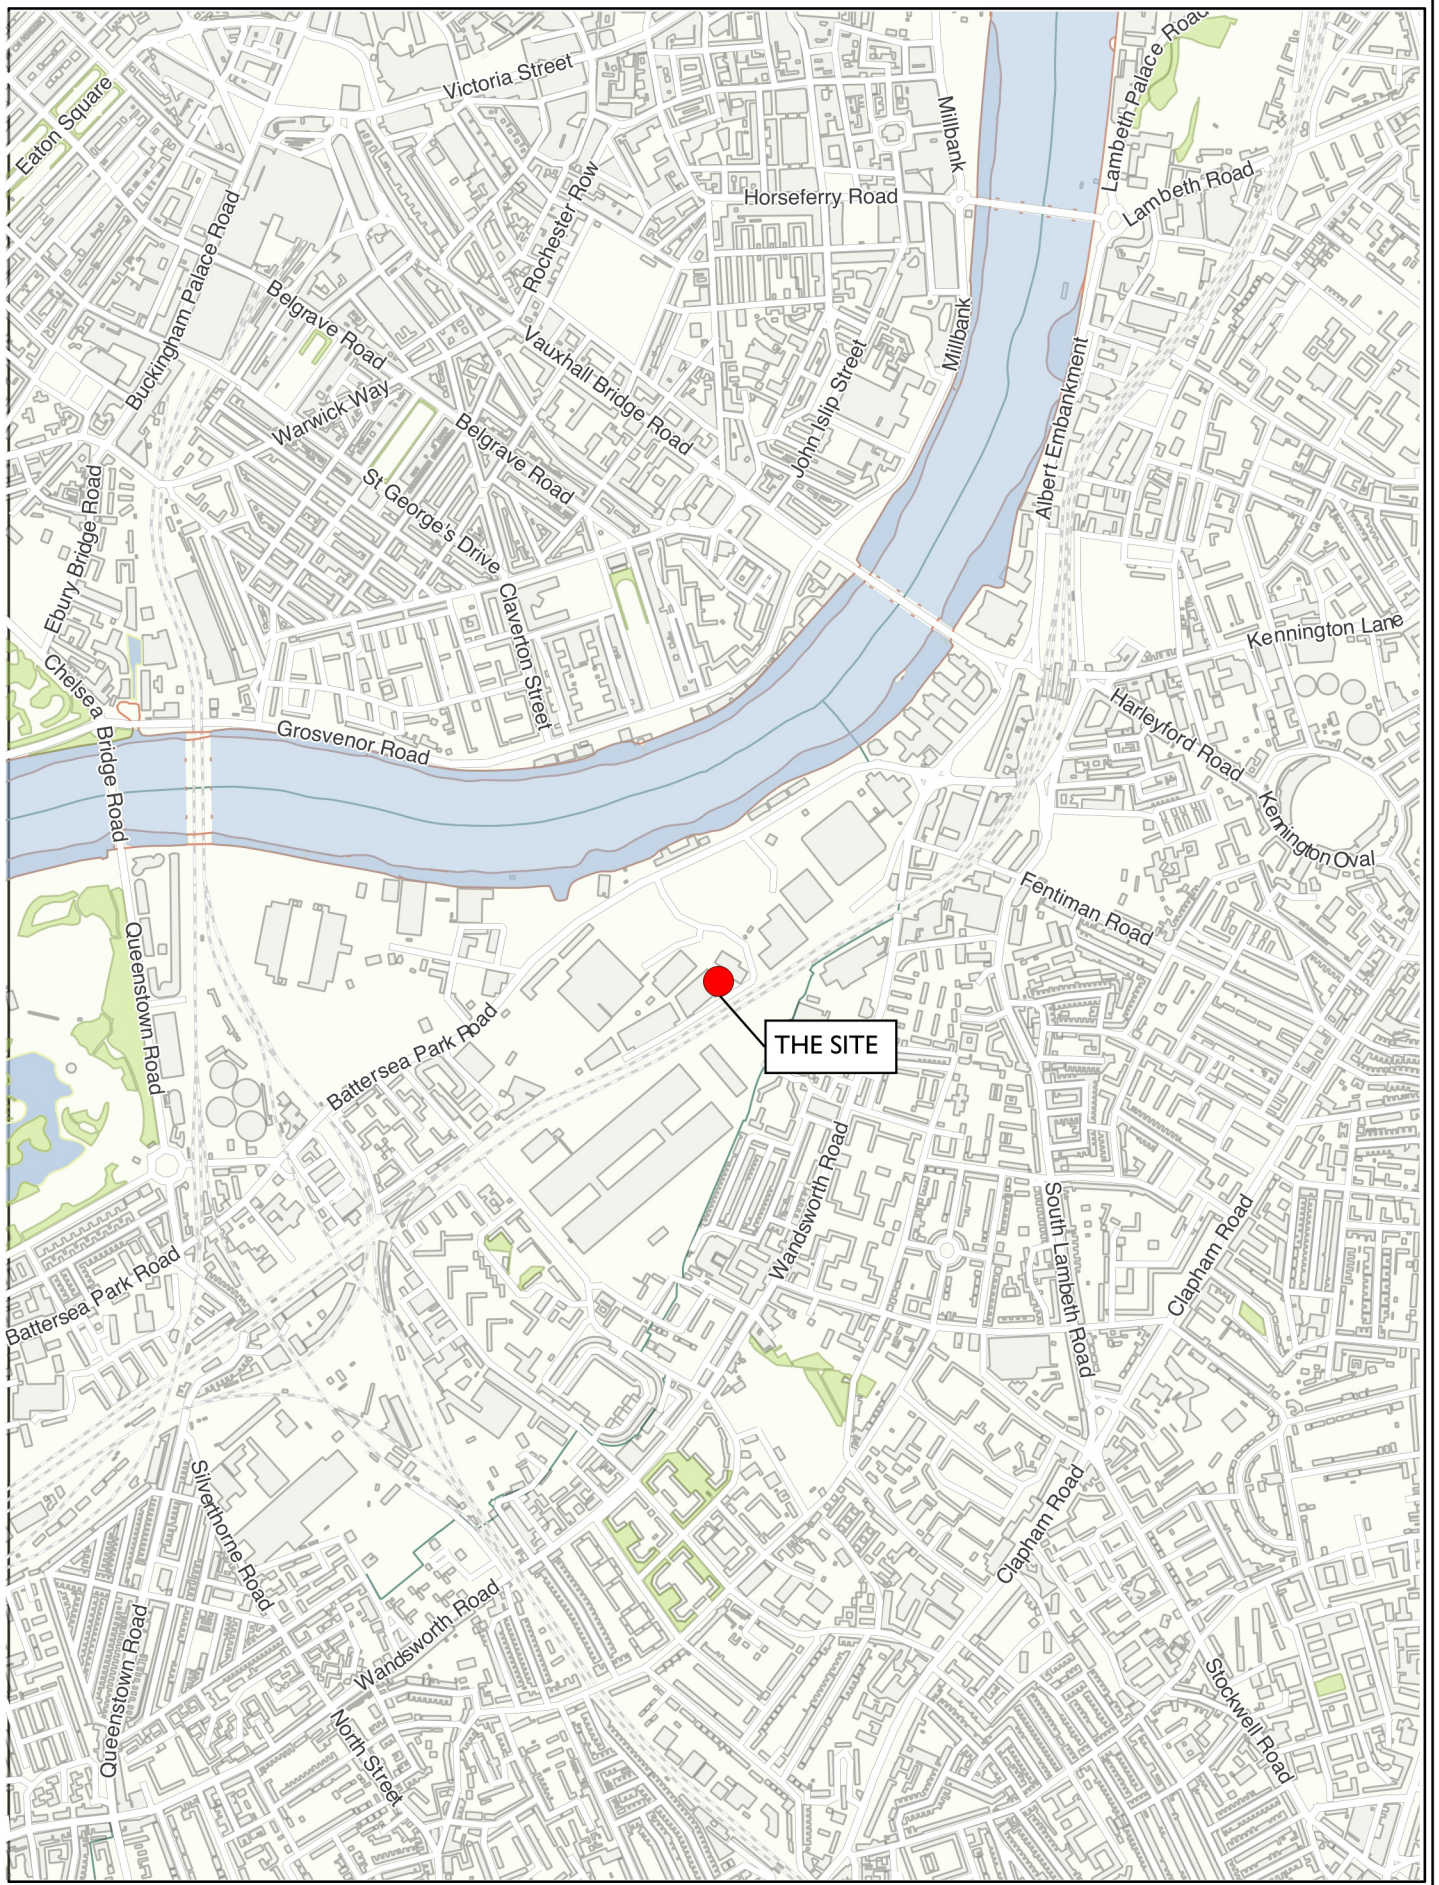 Victoria Street
Lambeth Palace Road
Eaton Square
Millbank
Rochester Row
Horseferry Road
Lambeth Road
Buckingham Palace Road
Belgrave Road
Millbank
Vauxhall Bridge Road
John Islip Street
Albert Embankment
Warwick Way
Belgrave Road
Ebury Bridge Road
St George's Drive
Claverton Street
Kennington Lane
Chelsea Bridge Road
Grosvenor Road
Harleyford Road
Kennington Oval
Fentiman Road
Queenstown Road
Battersea Park Road
THE SITE
Wandsworth Road
South Lambeth Road
Clapham Road
Battersea Park Road
Silverthorne Road
Clapham Road
Wandsworth Road
Queenstown Road
North Street
Stockwell Road